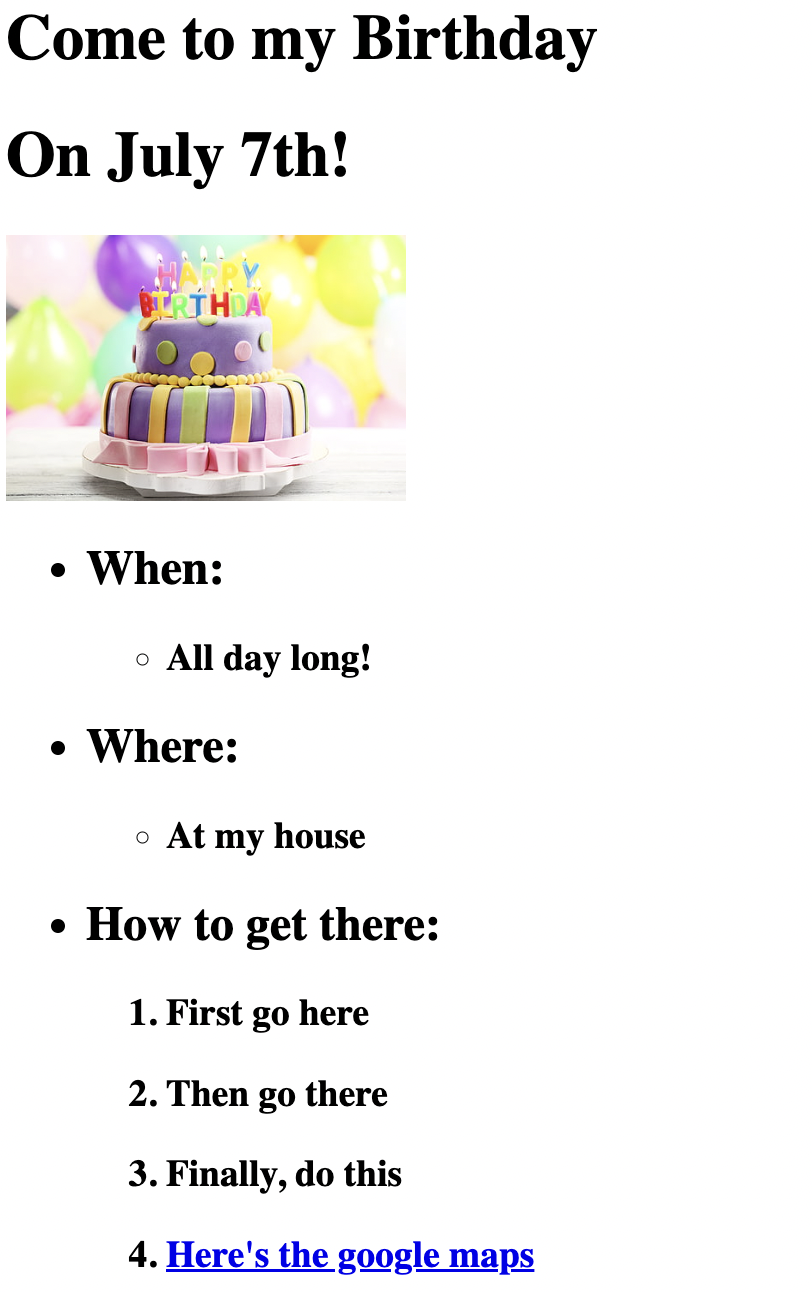 Come to my Birthday
On July 7th!
HAPPY
BIRTHDAY
When:
All day long!
Where:
At my house
How to get there:
1. First go here
2. Then go there
3. Finally, do this
4. Here's the google maps